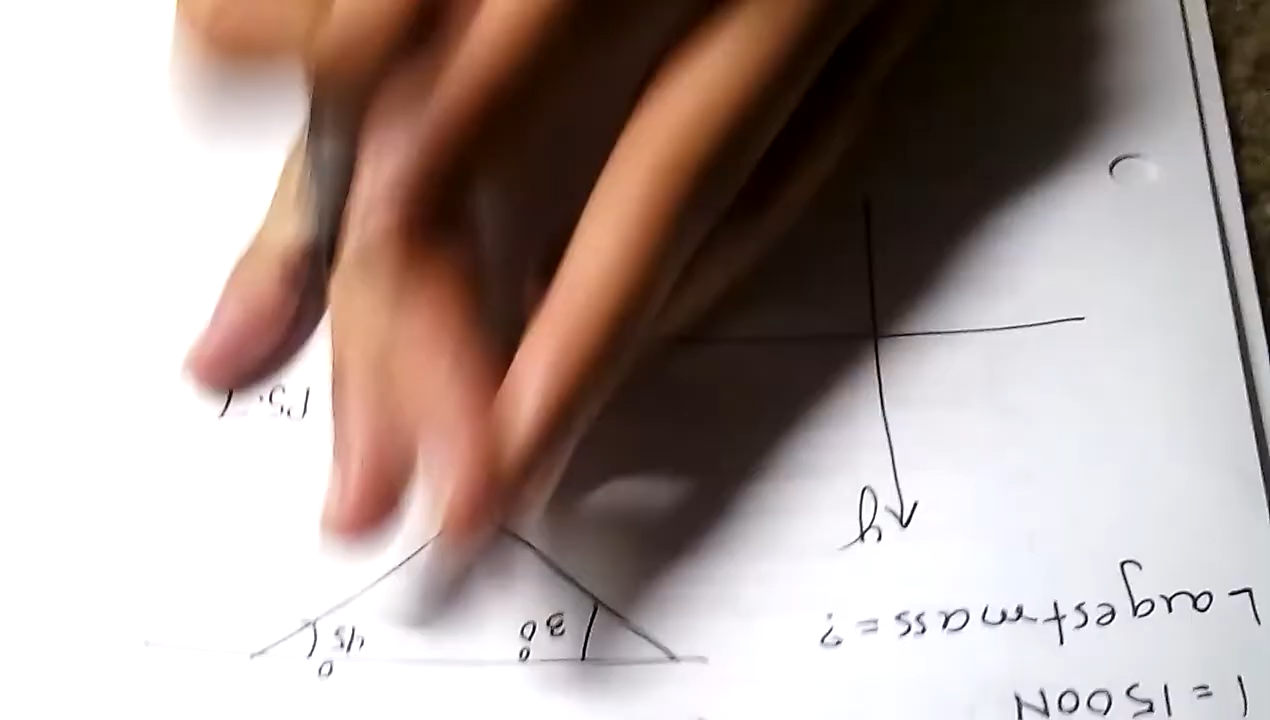 T = 1500N
Largest mass = ?
y
30°
45°